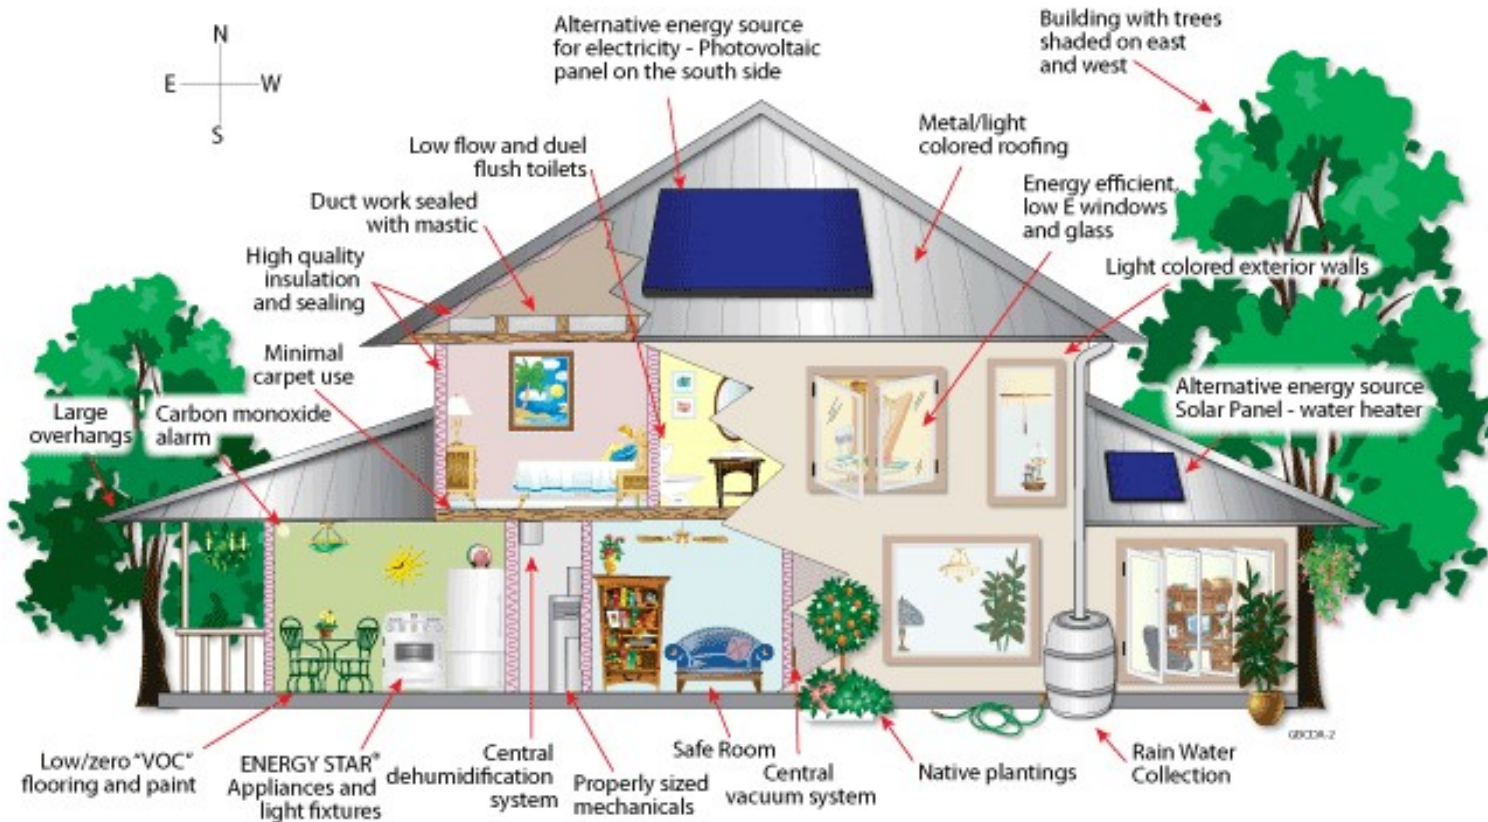 N
E
W
S
Alternative energy source
for electricity - Photovoltaic
panel on the south side
Building with trees
shaded on east
and west
Low flow and duel
flush toilets
Metal/light
colored roofing
Duct work sealed
with mastic
Energy efficient,
low E windows
and glass
High quality
insulation
and sealing
Light colored exterior walls
Minimal
carpet use
Alternative energy source
Solar Panel - water heater
Large
overhangs
Carbon monoxide
alarm
Low/zero "VOC"
flooring and paint
ENERGY STAR®
Appliances and
light fixtures
Central
dehumidification
system
Properly sized
mechanicals
Safe Room
Central
vacuum system
Native plantings
Rain Water
Collection
GBCDA-2